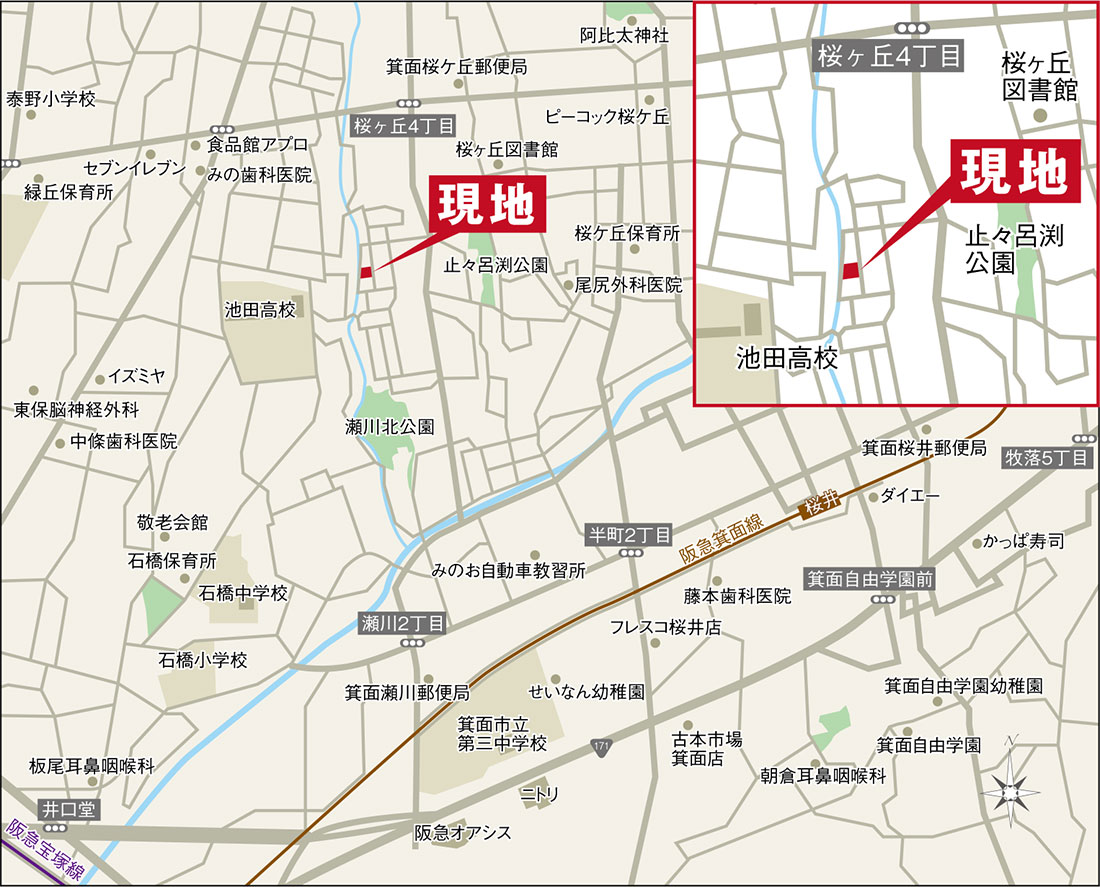 阿比太神社
箕面桜ケ丘郵便局
泰野小学校
ピーコック桜ケ丘
桜ヶ丘4丁目
食品館アプロ
セブンイレブン
みの歯科医院
桜ヶ丘図書館
緑丘保育所
現地
桜ケ丘保育所
止々呂渕公園
尾尻外科医院
池田高校
イズミヤ
東保脳神経外科
中條歯科医院
瀬川北公園
桜ヶ丘4丁目
桜ヶ丘
図書館
現地
止々呂渕
公園
池田高校
箕面桜井郵便局
牧落5丁目
ダイエー
桜井
阪急箕面線
敬老会館
半町2丁目
かっぱ寿司
石橋保育所
みのお自動車教習所
箕面自由学園前
石橋中学校
藤本歯科医院
瀬川2丁目
フレスコ桜井店
石橋小学校
箕面瀬川郵便局
せいなん幼稚園
箕面自由学園幼稚園
箕面市立
第三中学校
171
古本市場
箕面店
箕面自由学園
N
板尾耳鼻咽喉科
朝倉耳鼻咽喉科
ニトリ
井口堂
阪急オアシス
阪急宝塚線